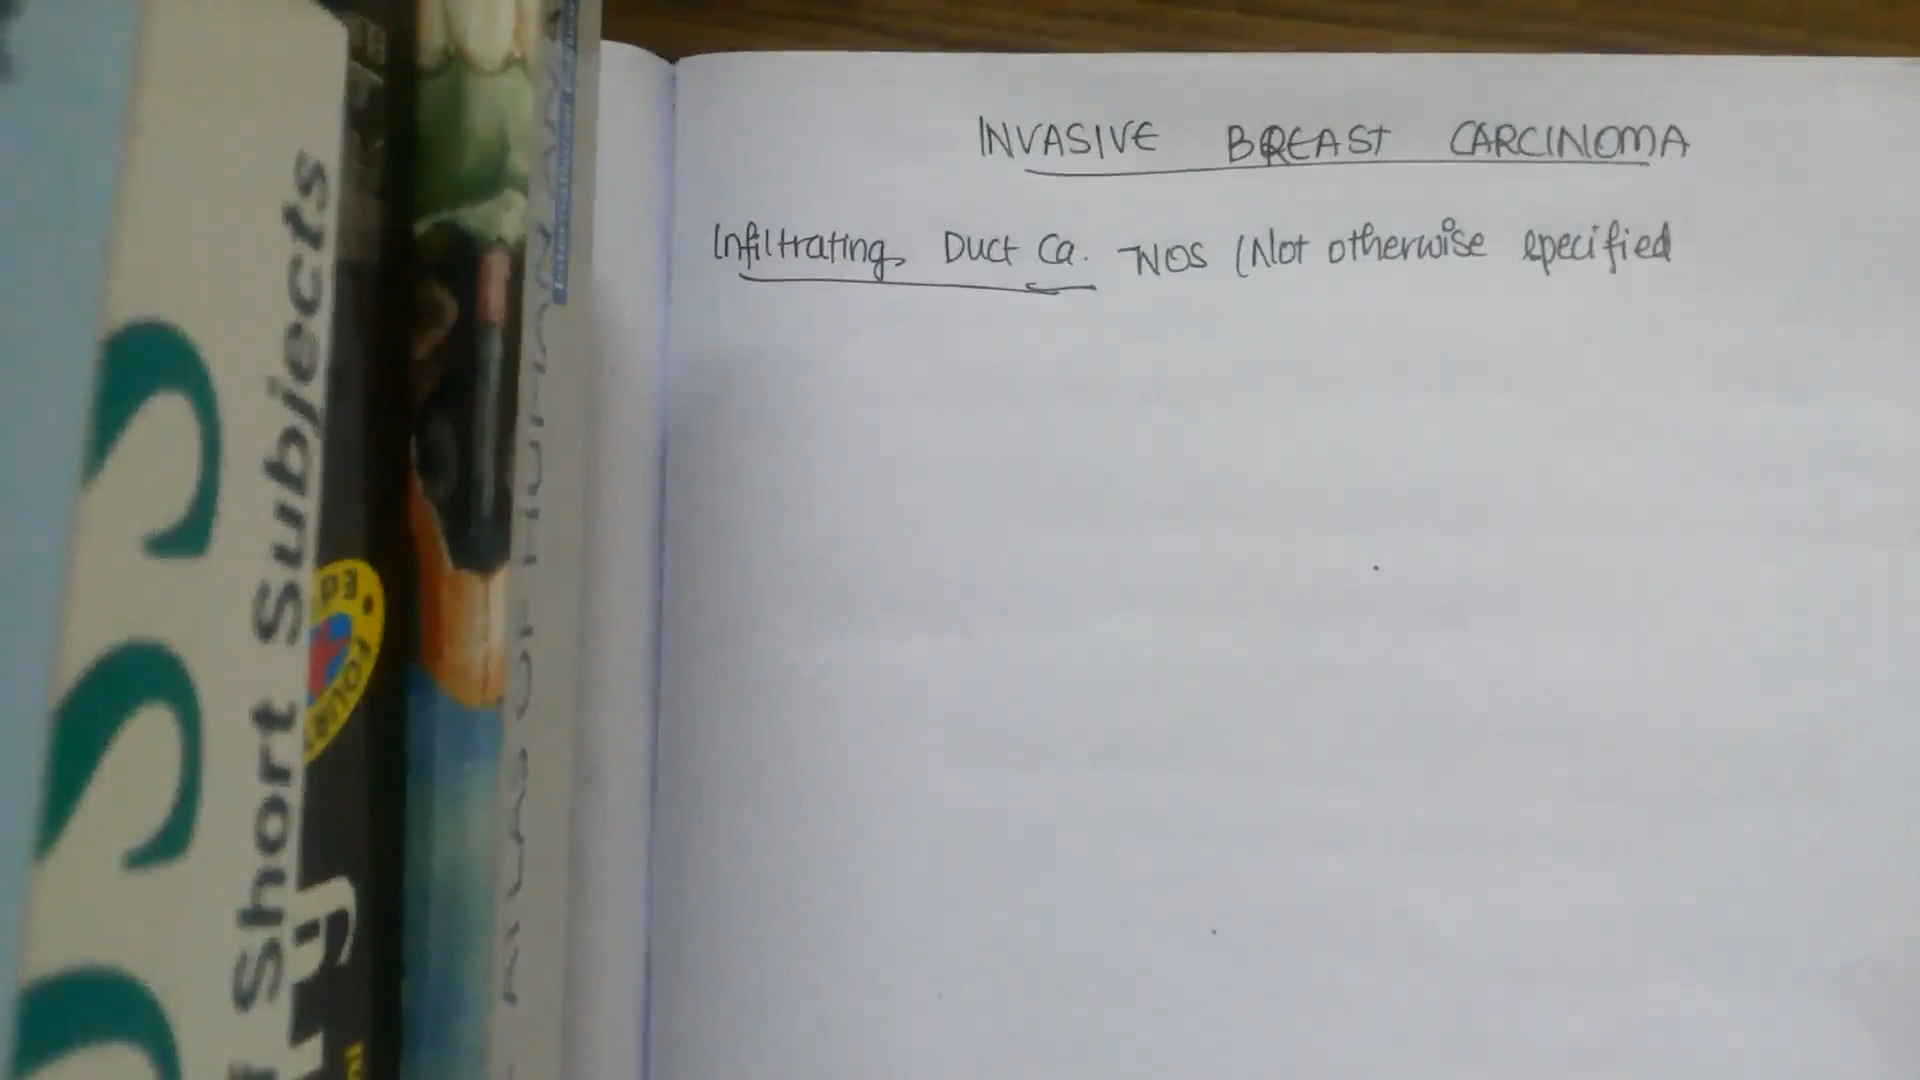 Short Subjects
INVASIVE BREAST CARCINOMA
Infiltrating Duct Ca. NOS (Not otherwise specified